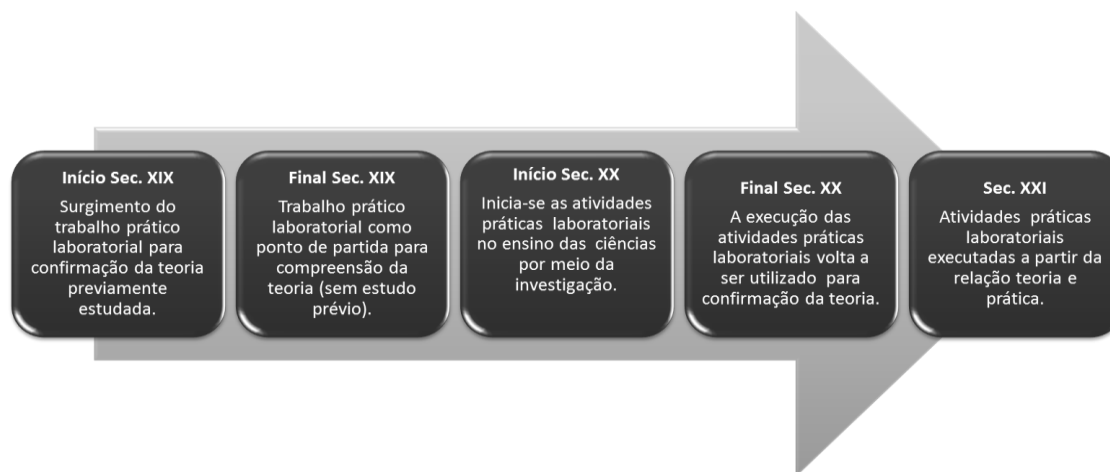 Início Sec. XIX
Surgimento do
trabalho prático
laboratorial para
confirmação da teoria
previamente
estudada.
Final Sec. XIX
Trabalho prático
laboratorial como
ponto de partida para
compreensão da
teoria (sem estudo
prévio).
Início Sec. XX
Inicia-se as atividades
práticas laboratoriais
no ensino das ciências
por meio da
investigação.
Final Sec. XX
A execução das
atividades práticas
laboratoriais volta a
ser utilizado para
confirmação da teoria.
Sec. XXI
Atividades práticas
laboratoriais
executadas a partir da
relação teoria e
prática.